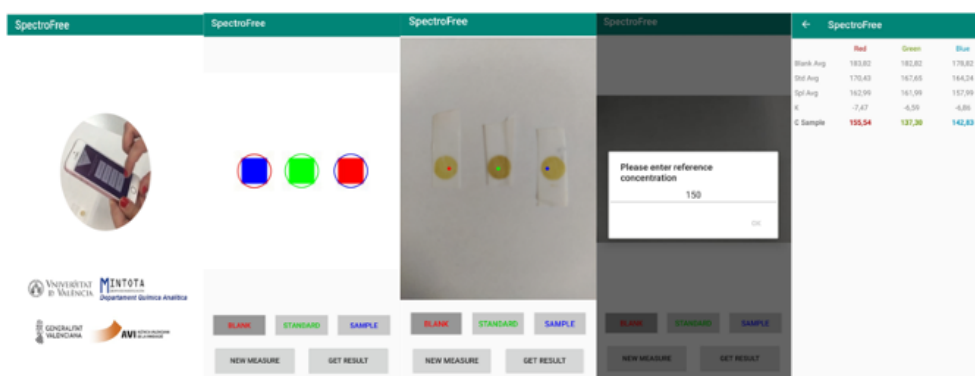 SpectroFree
VNIVERSITAT
ID VALÈNCIA
MINTOTA
Departament Química Analítica
GENERALITAT
VALENCIANA
AVI
SpectroFree
BLANK STANDARD SAMPLE
NEW MEASURE GET RESULT
SpectroFree
BLANK STANDARD SAMPLE
NEW MEASURE GET RESULT
SpectroFree
Please enter reference
concentration
150
OK
BLANK STANDARD SAMPLE
NEW MEASURE GET RESULT
← SpectroFree
Red Green Blue
Blank Avg 183,82 182,82 178,82
Std Avg 170,43 167,65 164,24
Spl Avg 162,99 161,99 157,99
K -7,47 -6,59 -6,86
C Sample 155,54 137,30 142,83